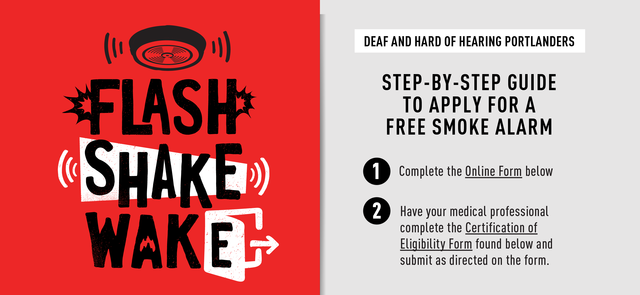 FLASH
SHAKE
WAKE
DEAF AND HARD OF HEARING PORTLANDERS
STEP-BY-STEP GUIDE
TO APPLY FOR A
FREE SMOKE ALARM
1 Complete the Online Form below
2 Have your medical professional
complete the Certification of
Eligibility Form found below and
submit as directed on the form.